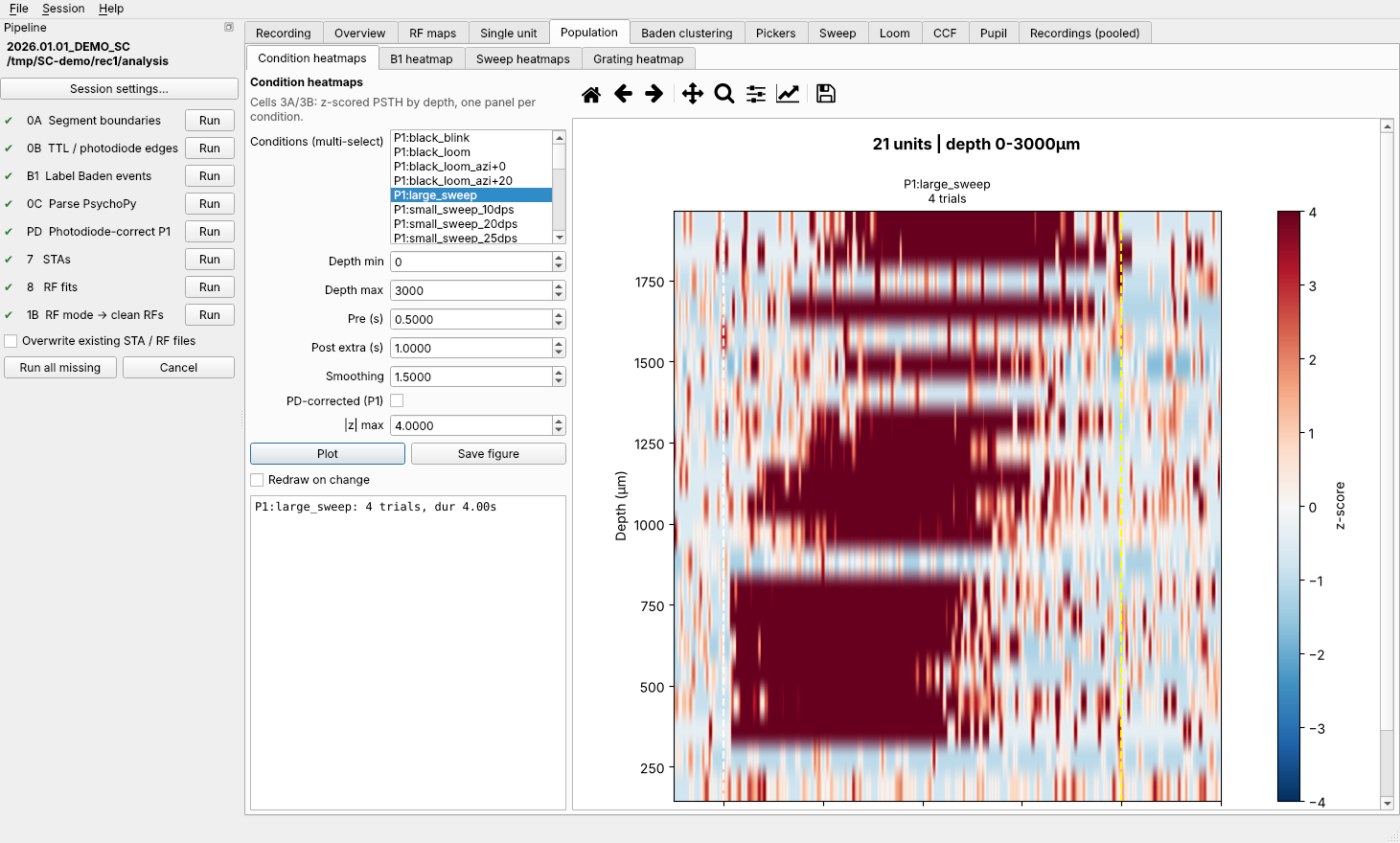 File Session Help
Pipeline
2026.01.01_DEMO_SC
/tmp/SC-demo/rec1/analysis
Session settings...
✔ 0A Segment boundaries Run
✔ 0B TTL / photodiode edges Run
✔ B1 Label Baden events Run
✔ 0C Parse PsychoPy Run
✔ PD Photodiode-correct P1 Run
✔ 7 STAs Run
✔ 8 RF fits Run
✔ 1B RF mode → clean RFs Run
Overwrite existing STA / RF files
Run all missing Cancel
Recording Overview RF maps Single unit Population Baden clustering Pickers Sweep Loom CCF Pupil Recordings (pooled)
Condition heatmaps B1 heatmap Sweep heatmaps Grating heatmap
Condition heatmaps
Cells 3A/3B: z-scored PSTH by depth, one panel per
condition.
Conditions (multi-select)
P1:black_blink
P1:black_loom
P1:black_loom_azi+0
P1:black_loom_azi+20
P1:large_sweep
P1:small_sweep_10dps
P1:small_sweep_20dps
P1:small_sweep_25dps
Depth min 0
Depth max 3000
Pre (s) 0.5000
Post extra (s) 1.0000
Smoothing 1.5000
PD-corrected (P1)
|z| max 4.0000
Plot Save figure
Redraw on change
P1:large_sweep: 4 trials, dur 4.00s
21 units | depth 0-3000μm
P1:large_sweep
4 trials
Depth (μm)
1750
1500
1250
1000
750
500
250
4
3
2
1
0
−1
−2
−3
−4
z-score